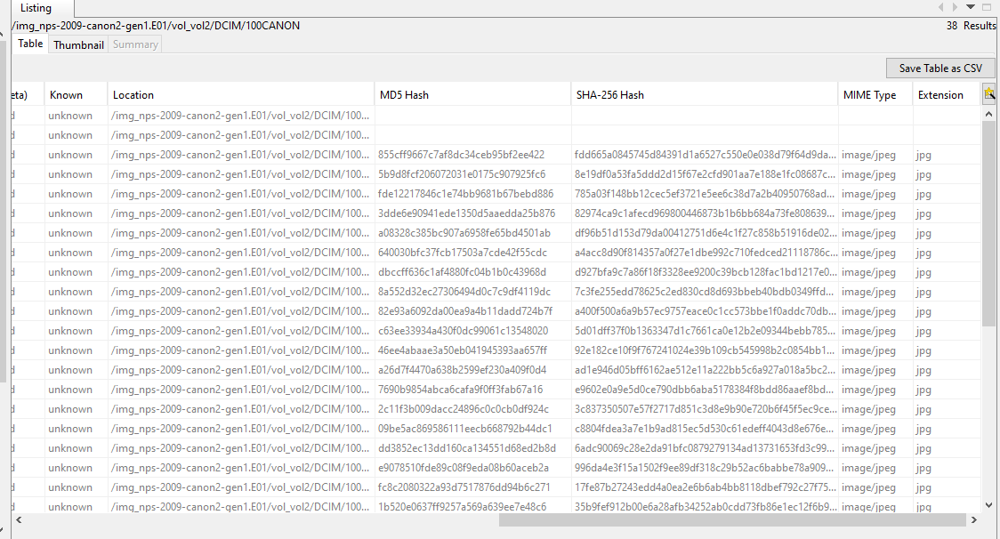 Listing
/img_nps-2009-canon2-gen1.E01/vol_vol2/DCIM/100CANON 38 Results
Table Thumbnail Summary
Save Table as CSV
eta) Known Location MD5 Hash SHA-256 Hash MIME Type Extension
d unknown /img_nps-2009-canon2-gen1.E01/vol_vol2/DCIM/100...
d unknown /img_nps-2009-canon2-gen1.E01/vol_vol2/DCIM/100...
d unknown /img_nps-2009-canon2-gen1.E01/vol_vol2/DCIM/100... 855cff9667c7af8dc34ceb95bf2ee422 fdd665a0845745d84391d1a6527c550e0e038d79f64d9da... image/jpeg jpg
d unknown /img_nps-2009-canon2-gen1.E01/vol_vol2/DCIM/100... 5b9d8fcf206072031e0175c907925fc6 8e19df0a53fa5ddd2d15f67e2cfd901aa7e188e1fc08687c... image/jpeg jpg
d unknown /img_nps-2009-canon2-gen1.E01/vol_vol2/DCIM/100... fde12217846c1e74bb9681b67bebd886 785a03f148bb12cec5ef3721e5ee6c38d7a2b40950768ad... image/jpeg jpg
d unknown /img_nps-2009-canon2-gen1.E01/vol_vol2/DCIM/100... 3dde6e90941ede1350d5aaedda25b876 82974ca9c1afecd969800446873b1b6bb684a73fe808639... image/jpeg jpg
d unknown /img_nps-2009-canon2-gen1.E01/vol_vol2/DCIM/100... a08328c385bc907a6958fe65bd4501ab df96b51d153d79da00412751d6e4c1f27c858b51916de02... image/jpeg jpg
d unknown /img_nps-2009-canon2-gen1.E01/vol_vol2/DCIM/100... 640030bfc37fcb17503a7cde42f55cdc a4acc8d90f814357a0f27e1dbe992c710fedced21118786c... image/jpeg jpg
d unknown /img_nps-2009-canon2-gen1.E01/vol_vol2/DCIM/100... dbccff636c1af4880fc04b1b0c43968d d927bfa9c7a86f18f3328ee9200c39bcb128fac1bd1217e0... image/jpeg jpg
d unknown /img_nps-2009-canon2-gen1.E01/vol_vol2/DCIM/100... 8a552d32ec27306494d0c7c9df4119dc 7c3fe255edd78625c2ed830cd8d693bbeb40bdb0349ffd... image/jpeg jpg
d unknown /img_nps-2009-canon2-gen1.E01/vol_vol2/DCIM/100... 82e93a6092da00ea9a4b11dadd724b7f a400f500a6a9b57ec9757eace0c1cc573bbe1f0addc70db... image/jpeg jpg
d unknown /img_nps-2009-canon2-gen1.E01/vol_vol2/DCIM/100... c63ee33934a430f0dc99061c13548020 5d01dff37f0b1363347d1c7661ca0e12b2e09344bebb785... image/jpeg jpg
d unknown /img_nps-2009-canon2-gen1.E01/vol_vol2/DCIM/100... 46ee4abaae3a50eb041945393aa657ff 92e182ce10f9f767241024e39b109cb545998b2c0854bb1... image/jpeg jpg
d unknown /img_nps-2009-canon2-gen1.E01/vol_vol2/DCIM/100... a26d7f4470a638b2599ef230a409f0d4 ad1e946d05bff6162ae512e11a222bb5c6a927a018a5bc2... image/jpeg jpg
d unknown /img_nps-2009-canon2-gen1.E01/vol_vol2/DCIM/100... 7690b9854abca6cafa9f0ff3fab67a16 e9602e0a9e5d0ce790dbb6aba5178384f8bdd86aaef8bd... image/jpeg jpg
d unknown /img_nps-2009-canon2-gen1.E01/vol_vol2/DCIM/100... 2c11f3b009dacc24896c0c0cb0df924c 3c837350507e57f2717d851c3d8e9b90e720b6f45f5ec9ce... image/jpeg jpg
d unknown /img_nps-2009-canon2-gen1.E01/vol_vol2/DCIM/100... 09be5ac869586111eecb668792b44dc1 c8804fdea3a7e1b9ad815ec5d530c61edeff4043d8e676e... image/jpeg jpg
d unknown /img_nps-2009-canon2-gen1.E01/vol_vol2/DCIM/100... dd3852ec13dd160ca134551d68ed2b8d 6adc90069c28e2da91bfc0879279134ad13731653fd3c99... image/jpeg jpg
d unknown /img_nps-2009-canon2-gen1.E01/vol_vol2/DCIM/100... e9078510fde89c08f9eda08b60aceb2a 996da4e3f15a1502f9ee89df318c29b52ac6babbe78a909... image/jpeg jpg
d unknown /img_nps-2009-canon2-gen1.E01/vol_vol2/DCIM/100... fc8c2080322a93d7517876dd94b6c271 17fe87b27243edd4a0ea2e6b6ab4bb8118dbef792c27f75... image/jpeg jpg
d unknown /img_nps-2009-canon2-gen1.E01/vol_vol2/DCIM/100... 1b520e0637ff9257a569a639ee7e48c6 35b9fef912b00e6a28afb34252ab0cdd73fb86e1ec12f6b9... image/jpeg jpg